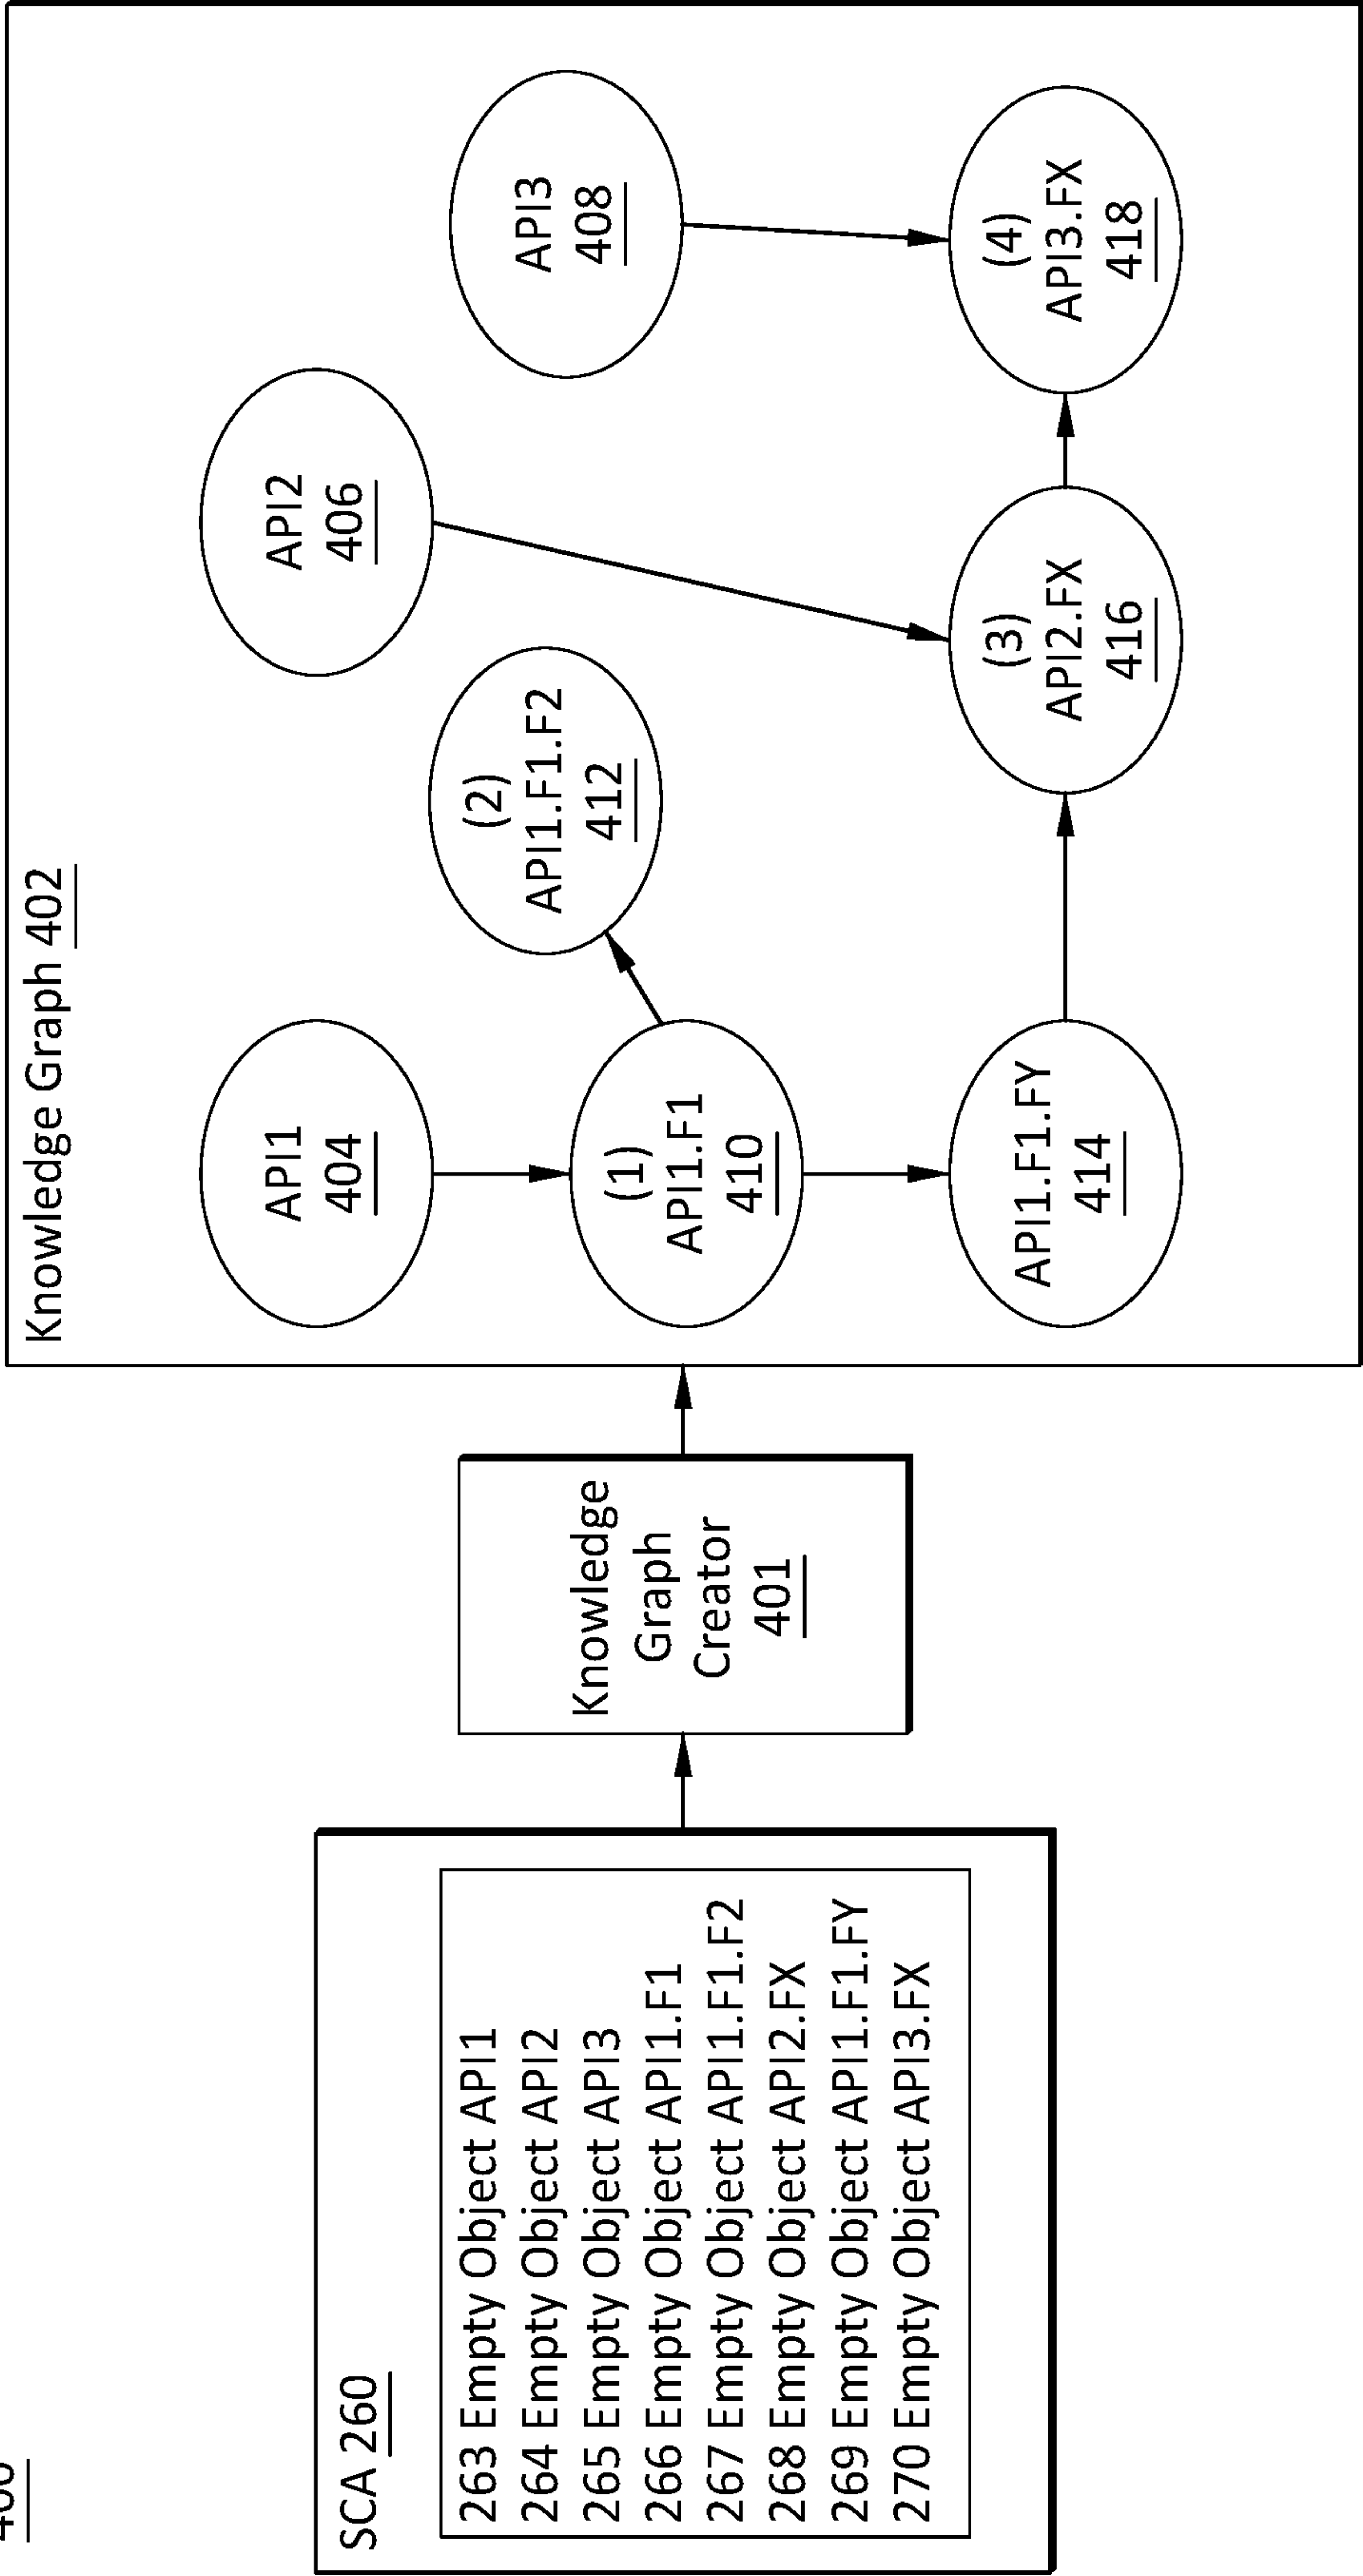 SCA 260
263 Empty Object API1
264 Empty Object API2
265 Empty Object API3
266 Empty Object API1.F1
267 Empty Object API1.F1.F2
268 Empty Object API2.FX
269 Empty Object API1.F1.FY
270 Empty Object API3.FX
Knowledge
Graph
Creator
401
Knowledge Graph 402
API1
404
API2
406
API3
408
(1)
API1.F1
410
(2)
API1.F1.F2
412
API1.F1.FY
414
(3)
API2.FX
416
(4)
API3.FX
418